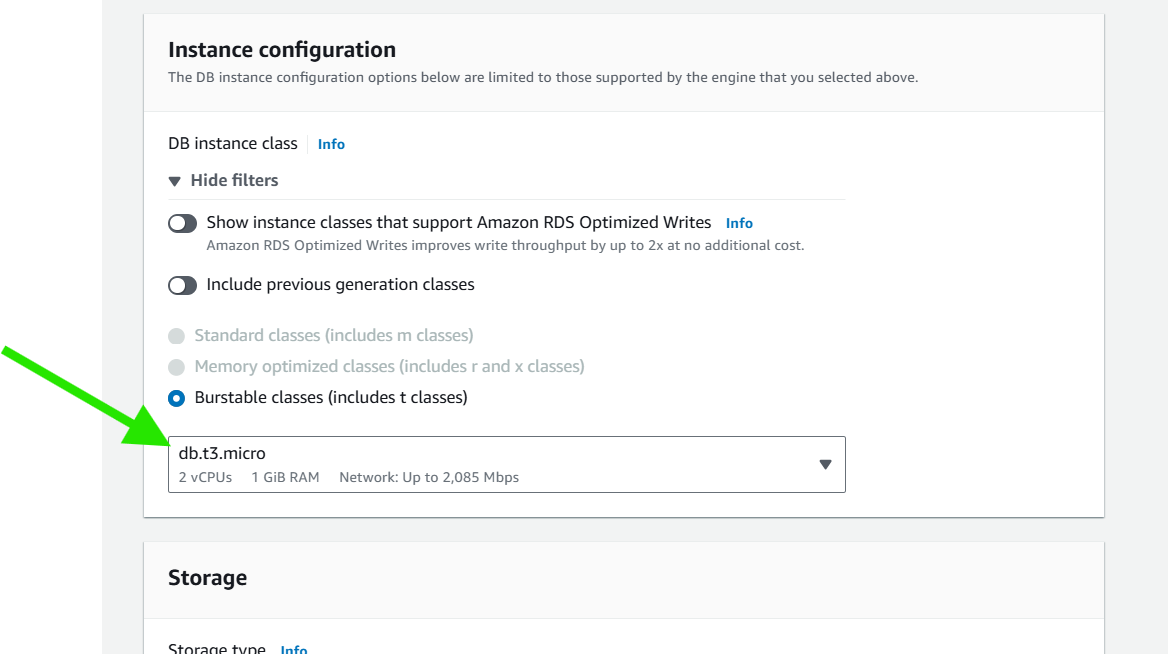 Instance configuration
The DB instance configuration options below are limited to those supported by the engine that you selected above.
DB instance class Info
Hide filters
Show instance classes that support Amazon RDS Optimized Writes Info
Amazon RDS Optimized Writes improves write throughput by up to 2x at no additional cost.
Include previous generation classes
Standard classes (includes m classes)
Memory optimized classes (includes r and x classes)
Burstable classes (includes t classes)
db.t3.micro
2 vCPUs 1 GiB RAM Network: Up to 2,085 Mbps
Storage
Storage type Info